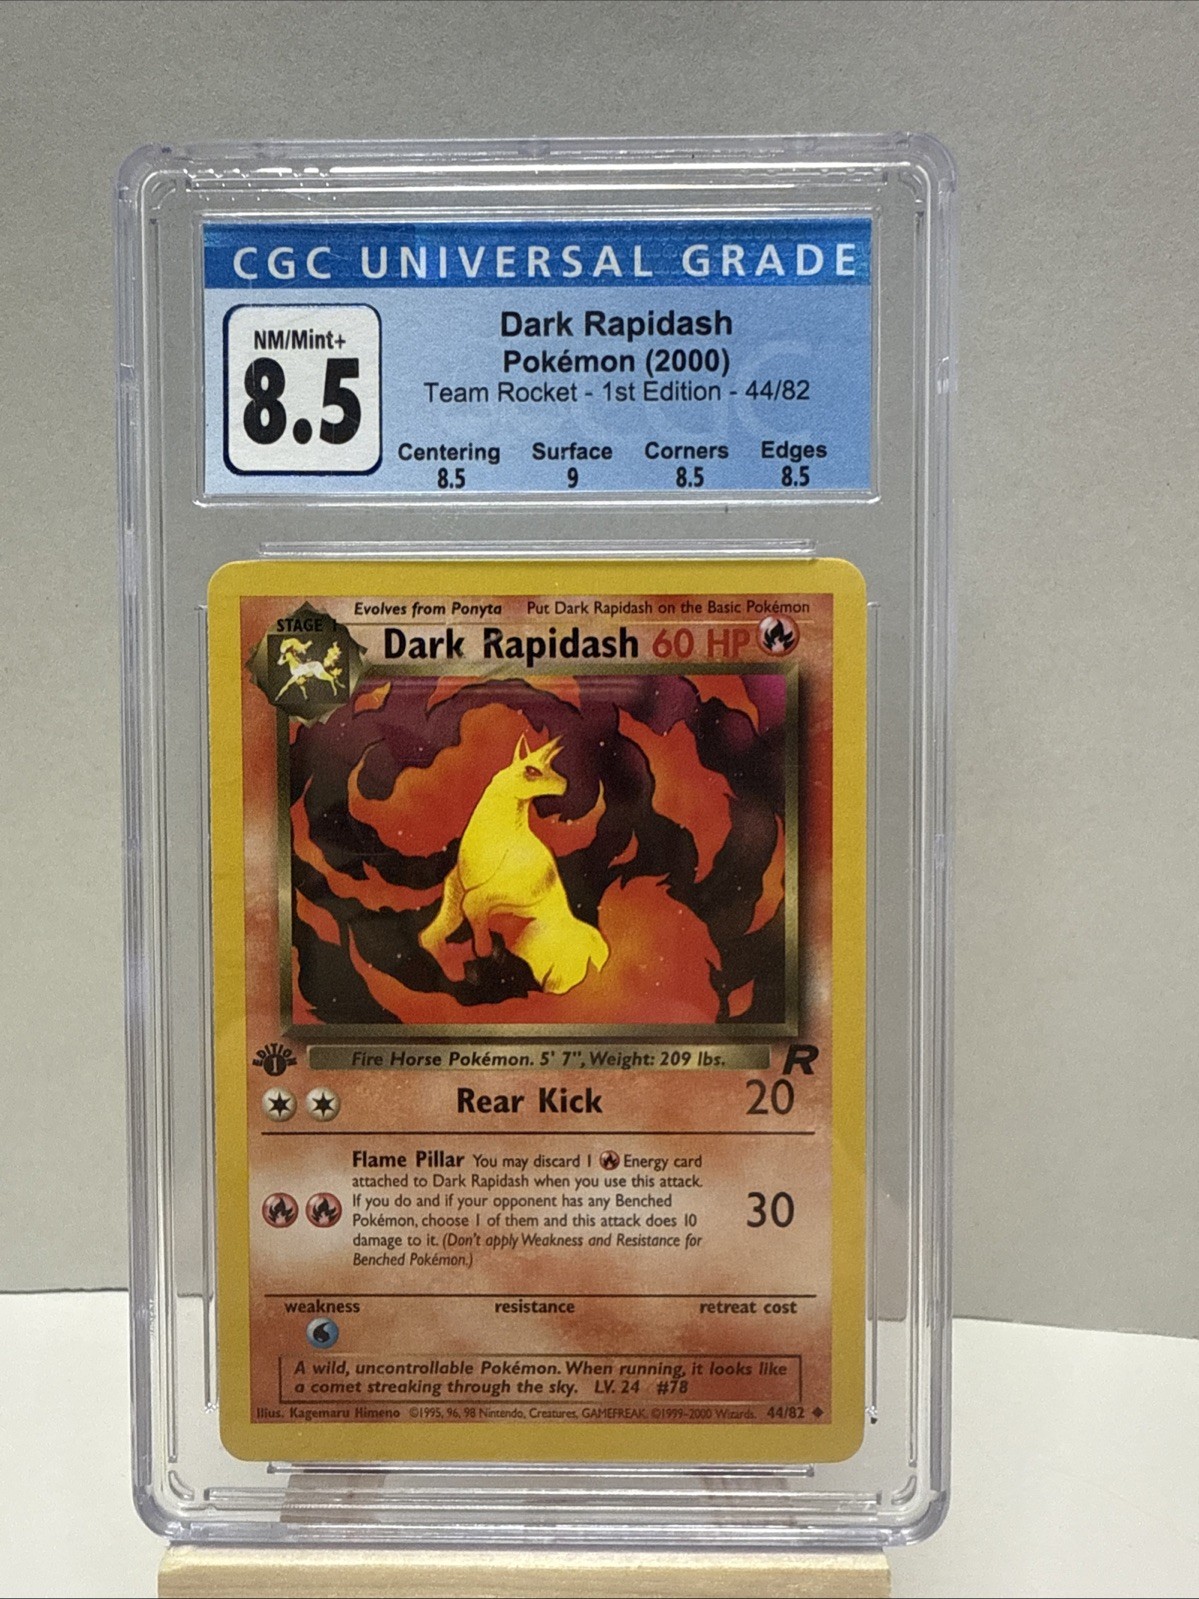 CGC UNIVERSAL GRADE
NM/Mint+
8.5
Dark Rapidash
Pokémon (2000)
Team Rocket - 1st Edition - 44/82
Centering Surface Corners Edges
8.5 9 8.5 8.5
Evolves from Ponyta Put Dark Rapidash on the Basic Pokémon
STAGE 1
Dark Rapidash 60 HP
EDITION
1
Fire Horse Pokémon. 5' 7", Weight: 209 lbs.
R
Rear Kick 20
Flame Pillar You may discard 1 Energy card
attached to Dark Rapidash when you use this attack.
If you do and if your opponent has any Benched
Pokémon, choose 1 of them and this attack does 10
damage to it. (Don't apply Weakness and Resistance for
Benched Pokémon.)
30
weakness resistance retreat cost
A wild, uncontrollable Pokémon. When running, it looks like
a comet streaking through the sky. LV. 24 #78
Illus. Kagemaru Himeno ©1995, 96, 98 Nintendo, Creatures, GAMEFREAK. ©1999-2000 Wizards. 44/82